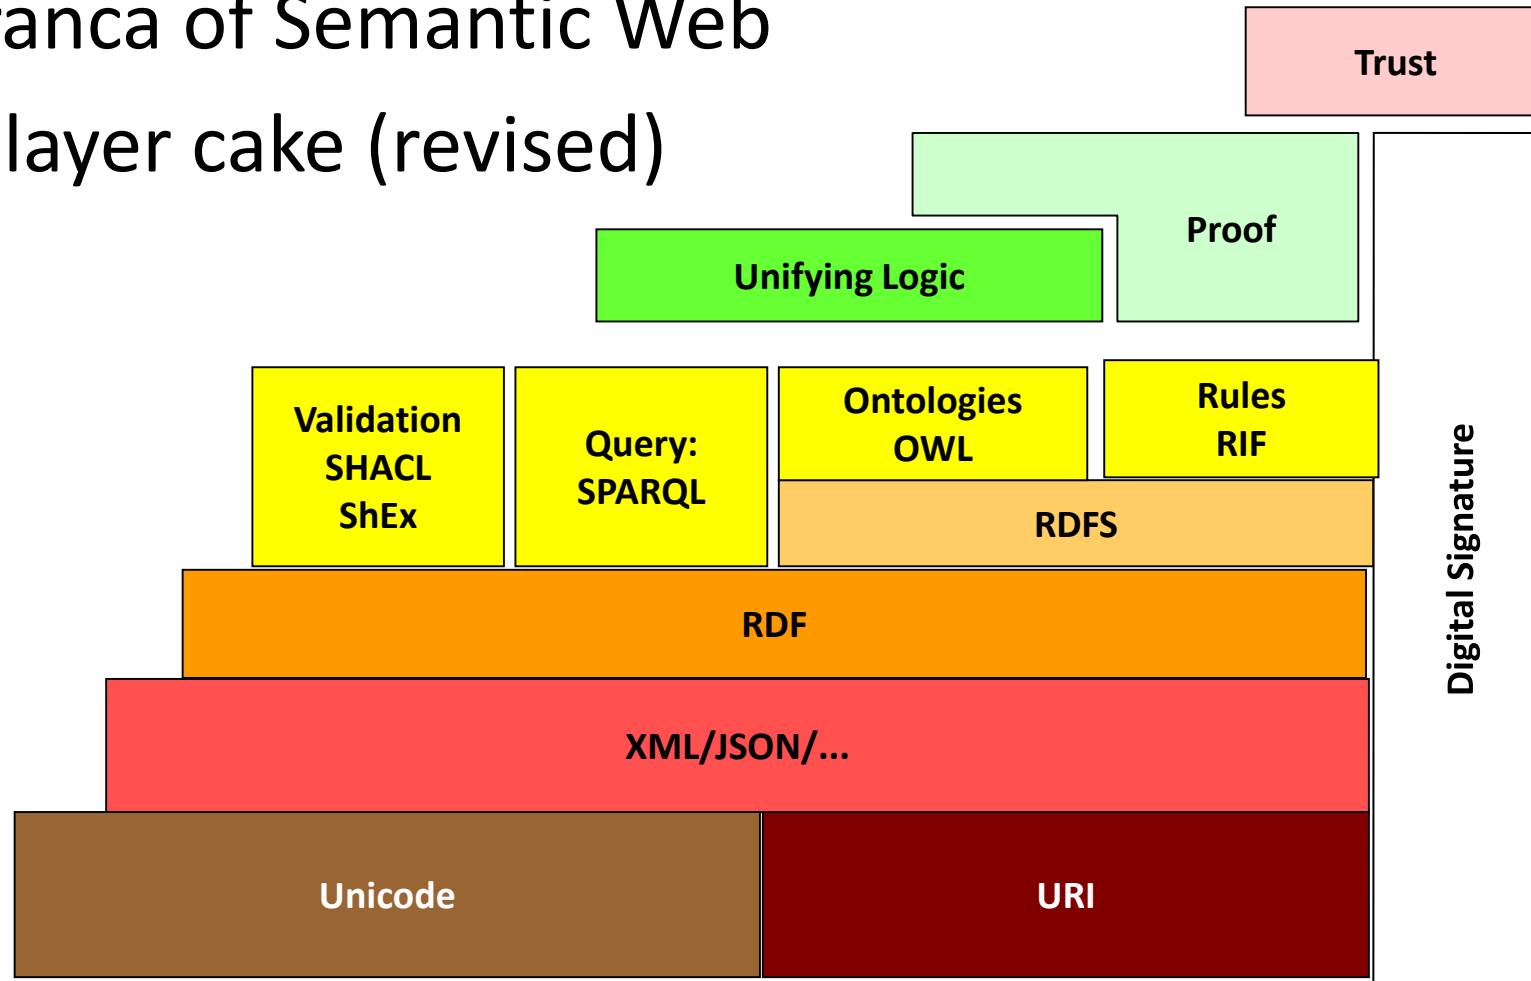 ranca of Semantic Web
layer cake (revised)
Trust
Proof
Unifying Logic
Validation
SHACL
ShEx
Query:
SPARQL
Ontologies
OWL
Rules
RIF
RDFS
RDF
XML/JSON/...
Unicode
URI
Digital Signature